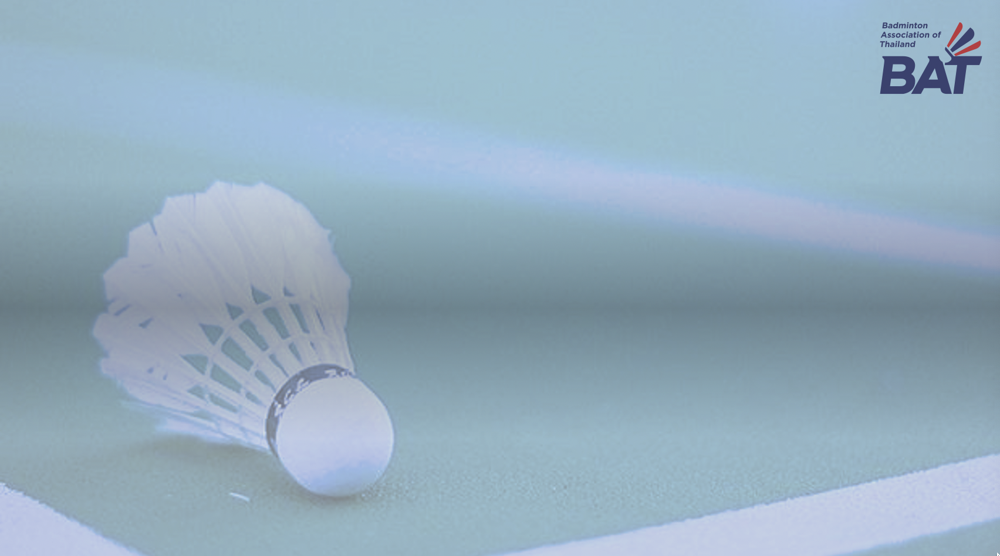 Badminton
Association of
Thailand
BAT